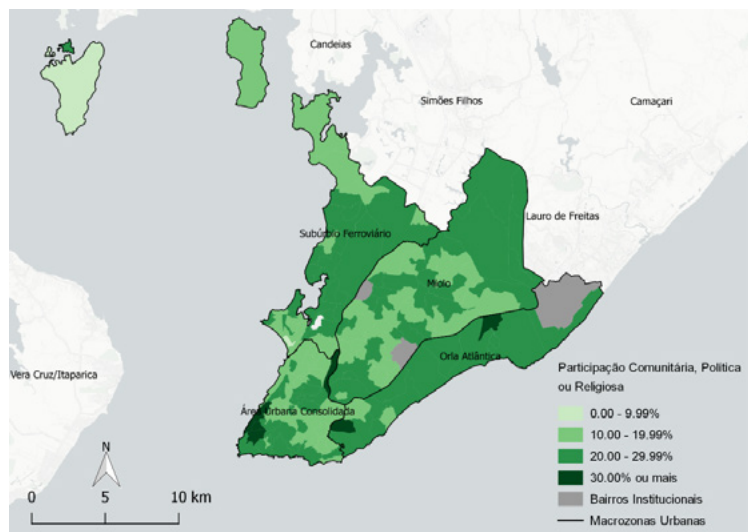 Candeias
Simões Filhos
Camaçari
Lauro de Freitas
Subúrbio Ferroviário
Miolo
Orla Atlântica
Vera Cruz/Itaparica
Área Urbana Consolidada
Participação Comunitária, Política
ou Religiosa
0.00 - 9.99%
10.00 - 19.99%
20.00 - 29.99%
30.00% ou mais
Bairros Institucionais
Macrozonas Urbanas
N
0 5 10 km